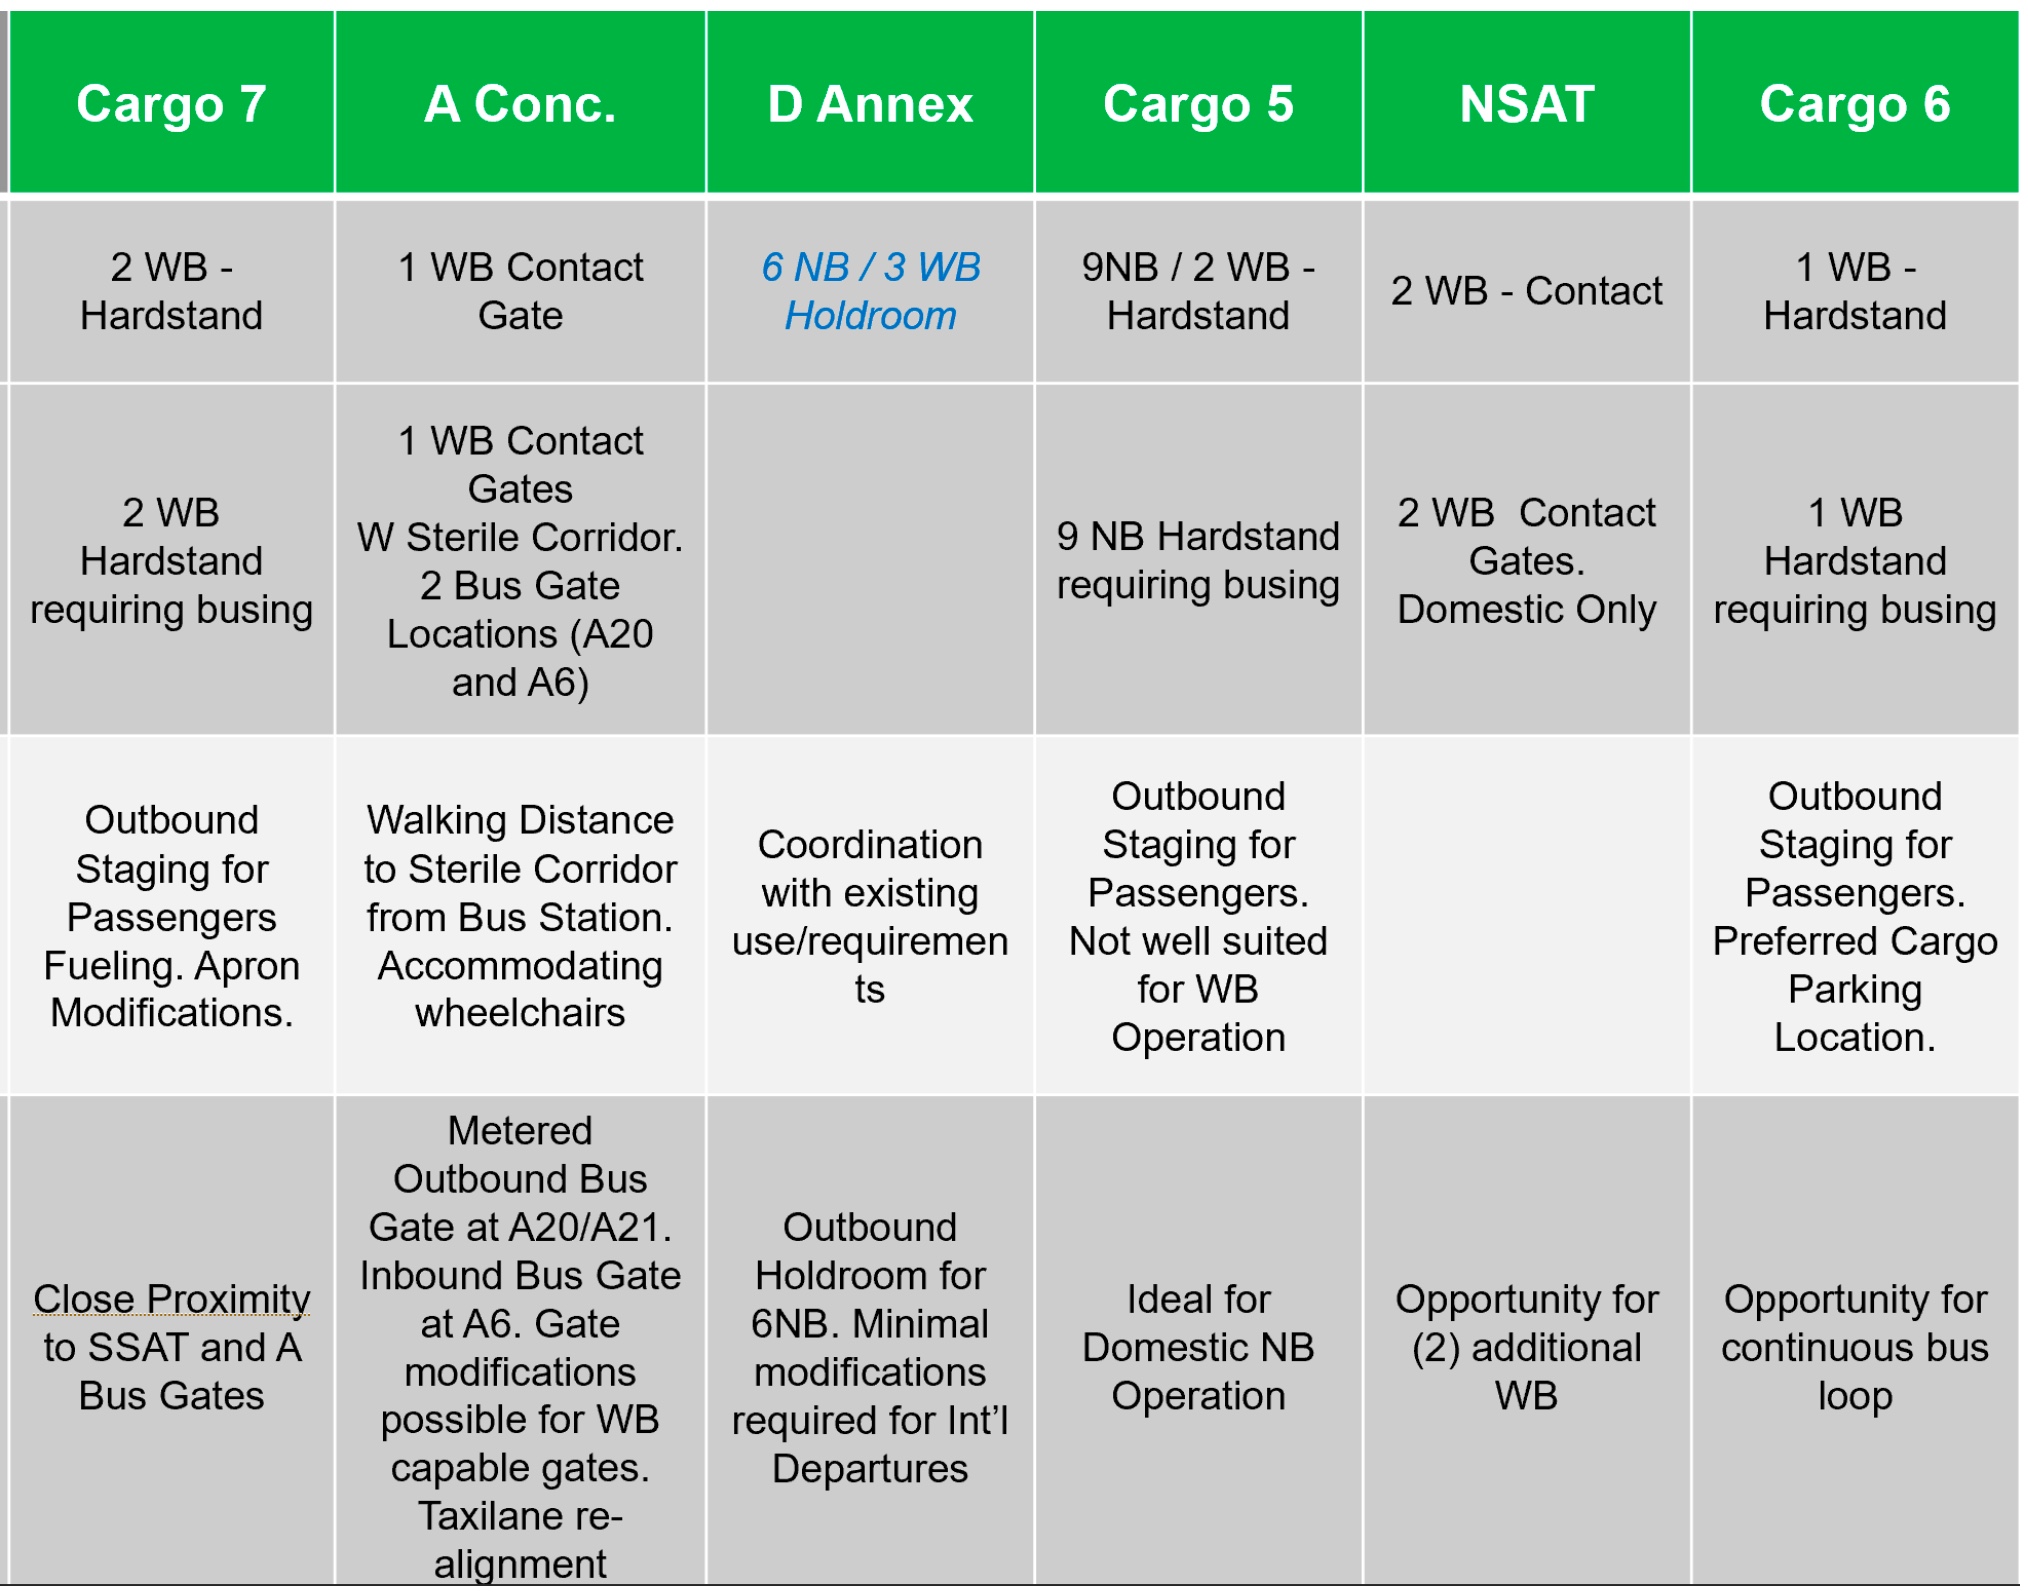 Cargo 7
A Conc.
D Annex
Cargo 5
NSAT
Cargo 6
2 WB -
Hardstand
1 WB Contact
Gate
6 NB / 3 WB
Holdroom
9NB / 2 WB -
Hardstand
2 WB - Contact
1 WB -
Hardstand
2 WB
Hardstand
requiring busing
1 WB Contact
Gates
W Sterile Corridor.
2 Bus Gate
Locations (A20
and A6)
9 NB Hardstand
requiring busing
2 WB  Contact
Gates.
Domestic Only
1 WB
Hardstand
requiring busing
Outbound
Staging for
Passengers
Fueling. Apron
Modifications.
Walking Distance
to Sterile Corridor
from Bus Station.
Accommodating
wheelchairs
Coordination
with existing
use/requiremen
ts
Outbound
Staging for
Passengers.
Not well suited
for WB
Operation
Outbound
Staging for
Passengers.
Preferred Cargo
Parking
Location.
Close Proximity
to SSAT and A
Bus Gates
Metered
Outbound Bus
Gate at A20/A21.
Inbound Bus Gate
at A6. Gate
modifications
possible for WB
capable gates.
Taxilane re-
alignment
Outbound
Holdroom for
6NB. Minimal
modifications
required for Int’l
Departures
Ideal for
Domestic NB
Operation
Opportunity for
(2) additional
WB
Opportunity for
continuous bus
loop